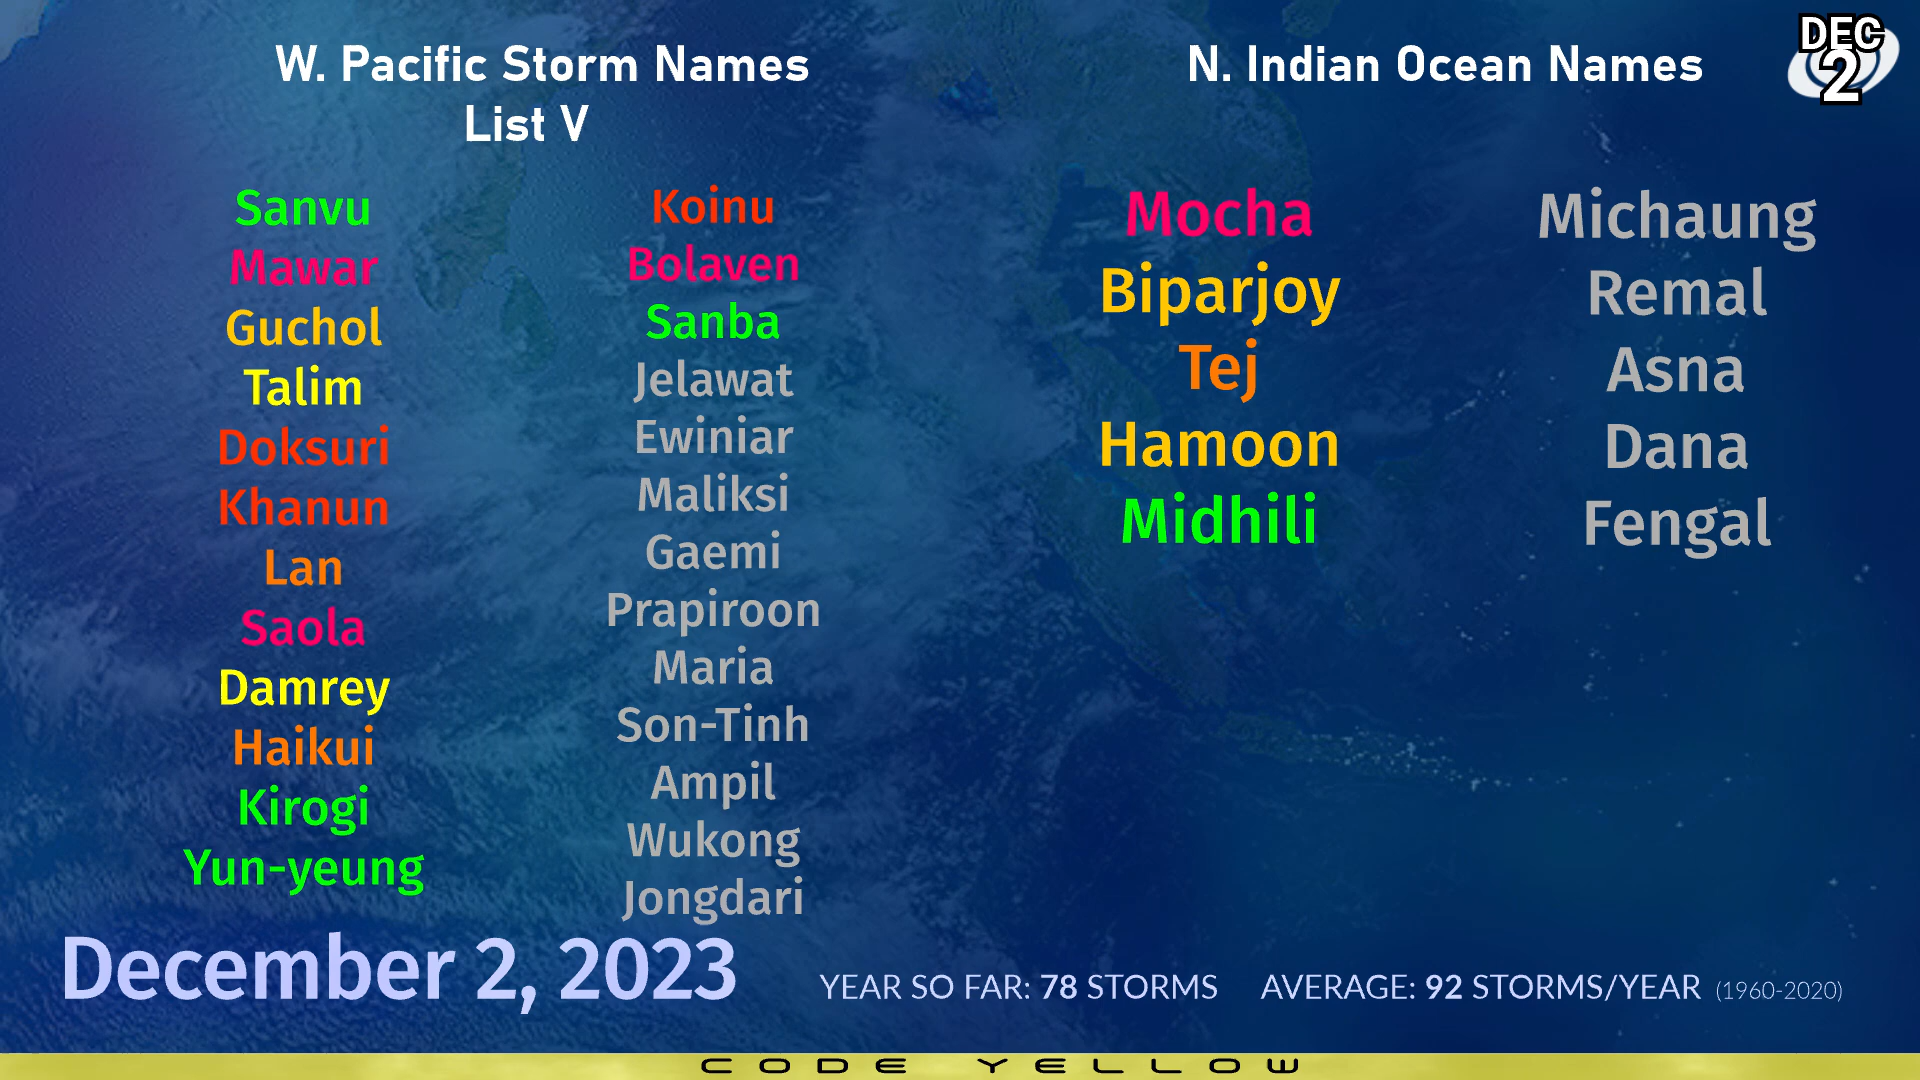 W. Pacific Storm Names
List V
Sanvu
Mawar
Guchol
Talim
Doksuri
Khanun
Lan
Saola
Damrey
Haikui
Kirogi
Yun-yeung
Koinu
Bolaven
Sanba
Jelawat
Ewiniar
Maliksi
Gaemi
Prapiroon
Maria
Son-Tinh
Ampil
Wukong
Jongdari
N. Indian Ocean Names
Mocha
Biparjoy
Tej
Hamoon
Midhili
Michaung
Remal
Asna
Dana
Fengal
DEC
2
December 2, 2023
YEAR SO FAR: 78 STORMS
AVERAGE: 92 STORMS/YEAR (1960-2020)
CODE YELLOW